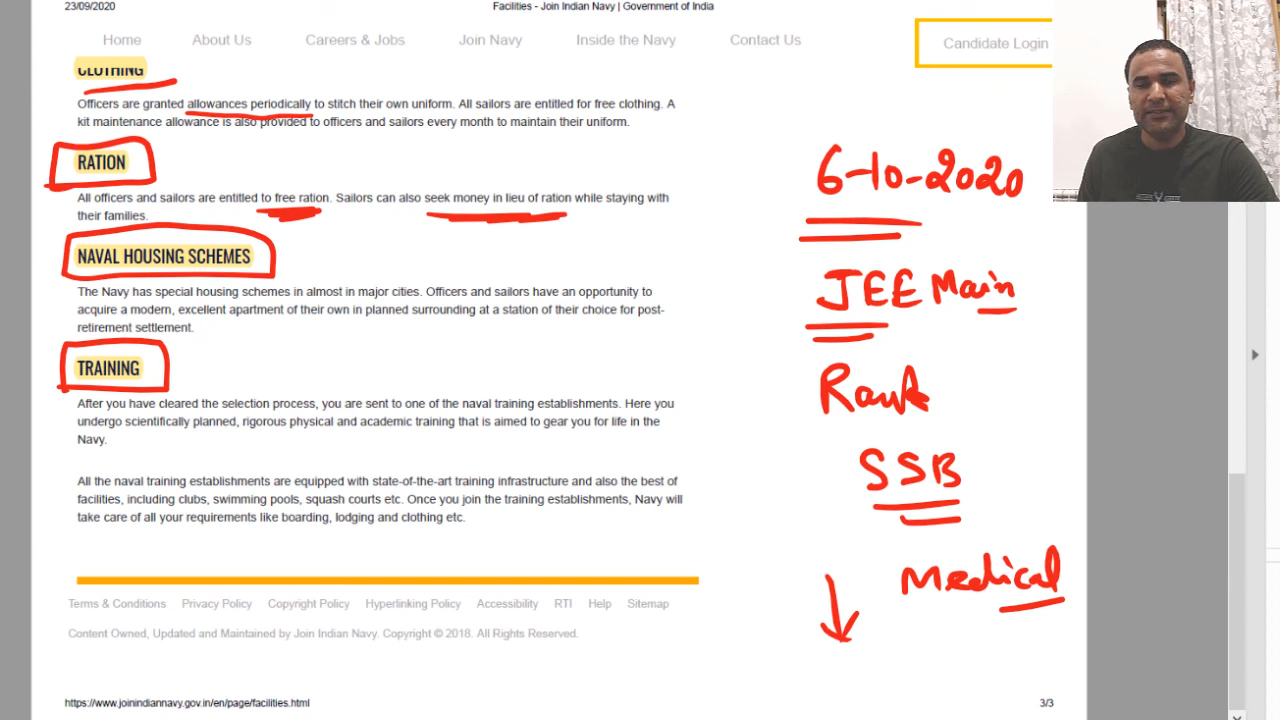 23/09/2020 Facilities - Join Indian Navy | Government of India
Home About Us Careers & Jobs Join Navy Inside the Navy Contact Us Candidate Login
CLOTHING
Officers are granted allowances periodically to stitch their own uniform. All sailors are entitled for free clothing. A
kit maintenance allowance is also provided to officers and sailors every month to maintain their uniform.
RATION
All officers and sailors are entitled to free ration. Sailors can also seek money in lieu of ration while staying with
their families.
NAVAL HOUSING SCHEMES
The Navy has special housing schemes in almost in major cities. Officers and sailors have an opportunity to
acquire a modern, excellent apartment of their own in planned surrounding at a station of their choice for post-
retirement settlement.
TRAINING
After you have cleared the selection process, you are sent to one of the naval training establishments. Here you
undergo scientifically planned, rigorous physical and academic training that is aimed to gear you for life in the
Navy.
All the naval training establishments are equipped with state-of-the-art training infrastructure and also the best of
facilities, including clubs, swimming pools, squash courts etc. Once you join the training establishments, Navy will
take care of all your requirements like boarding, lodging and clothing etc.
6-10-2020
JEE Main
Rank
SSB
Medical
Terms & Conditions Privacy Policy Copyright Policy Hyperlinking Policy Accessibility RTI Help Sitemap
Content Owned, Updated and Maintained by Join Indian Navy. Copyright © 2018. All Rights Reserved.
https://www.joinindiannavy.gov.in/en/page/facilities.html 3/3